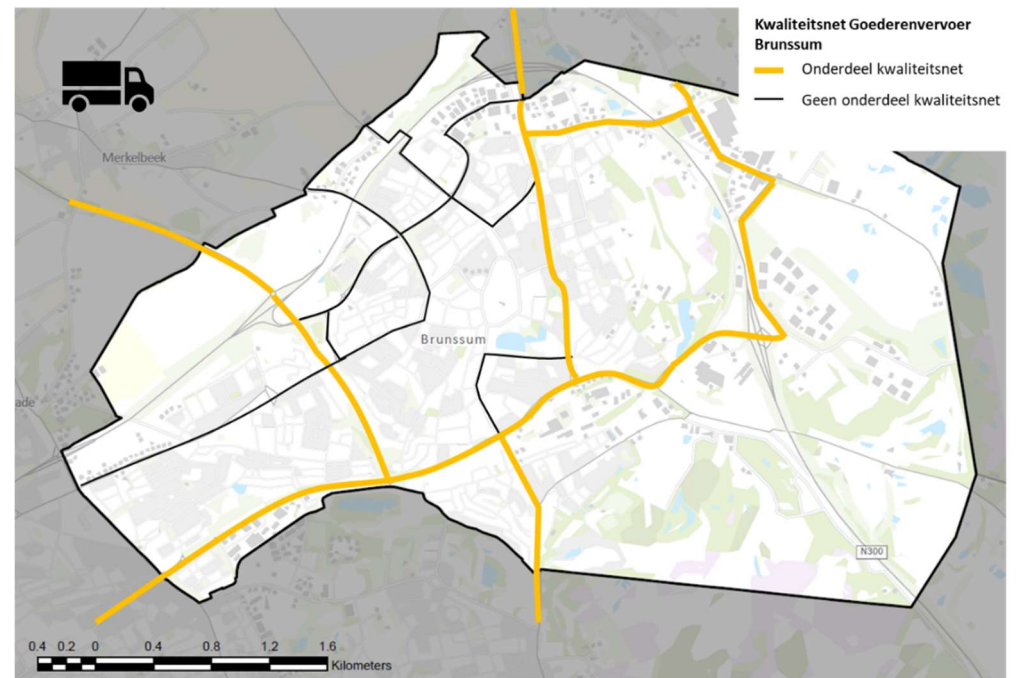 Kwaliteitsnet Goederenvervoer
Brunssum
Onderdeel kwaliteitsnet
Geen onderdeel kwaliteitsnet
Merkelbeek
Brunssum
ade
N300
0.4 0.2 0 0.4 0.8 1.2 1.6
Kilometers